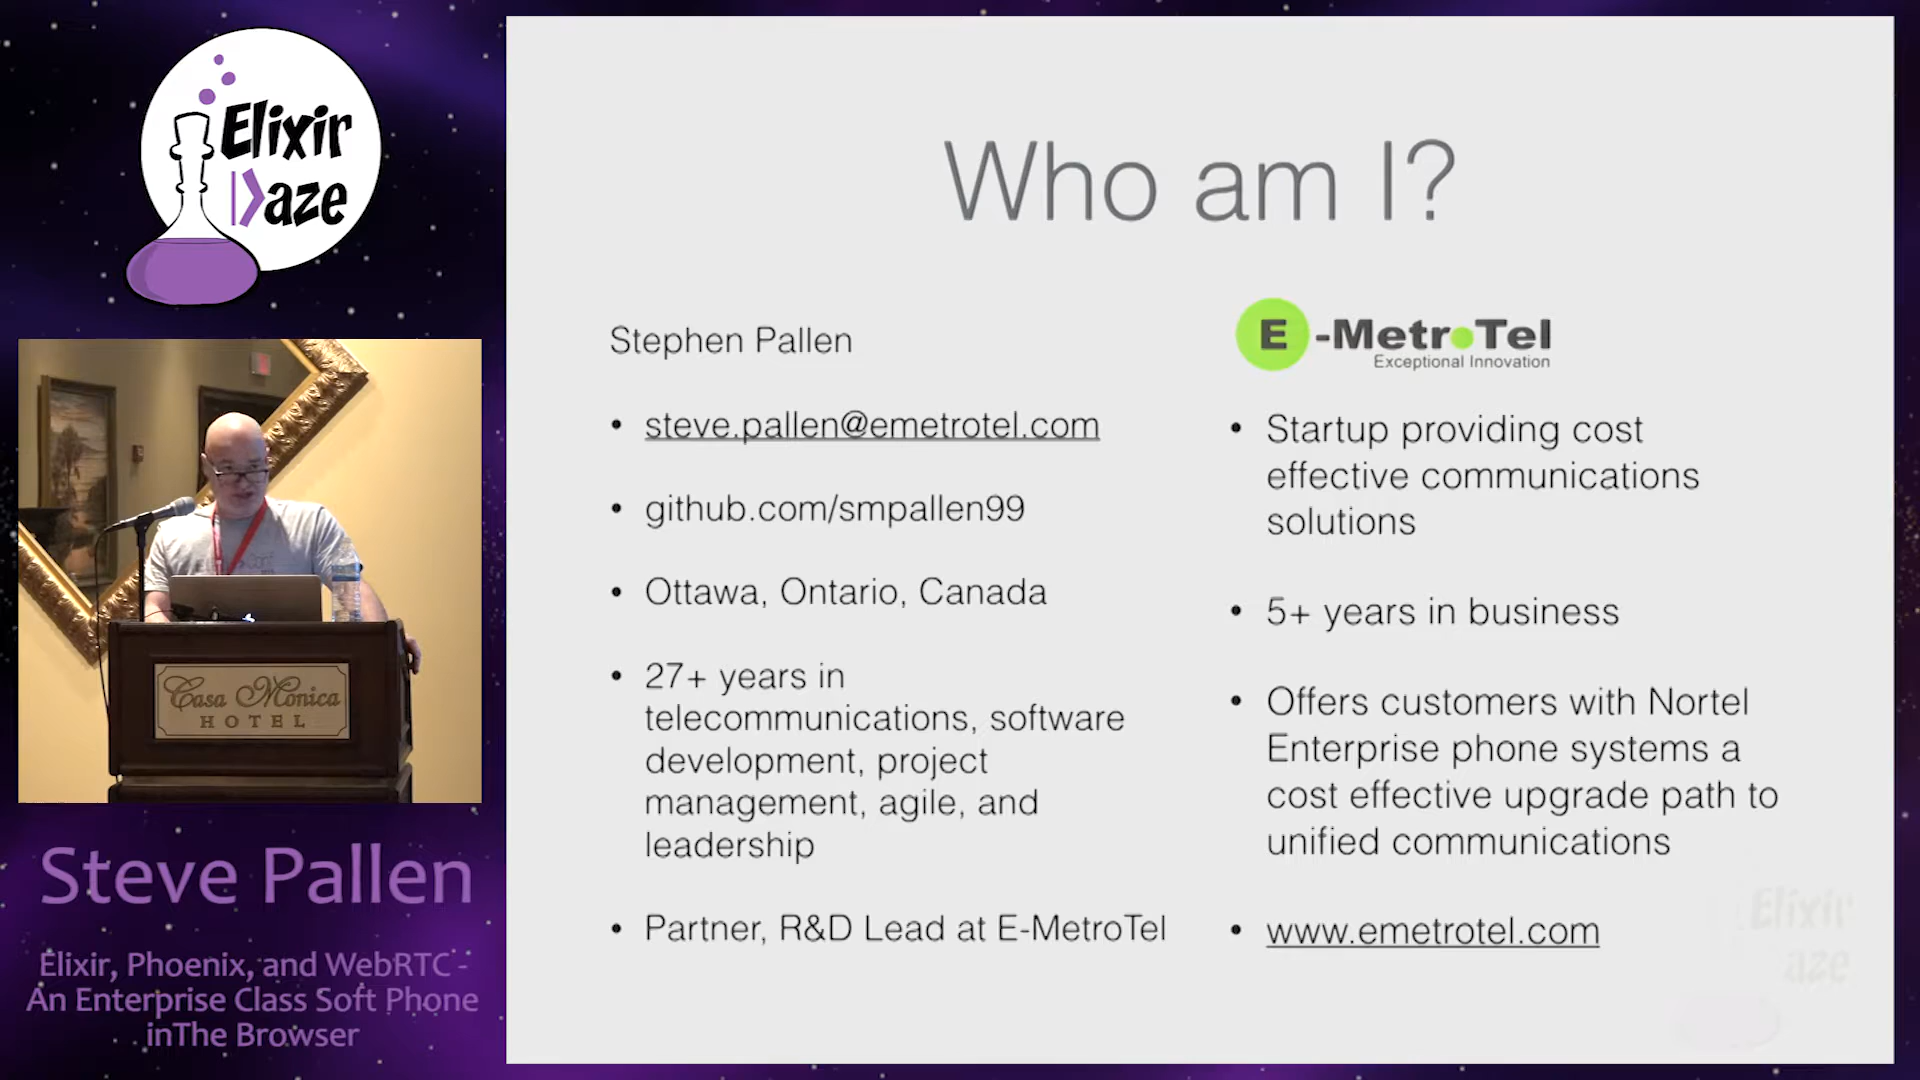 Elixir
Daze
Who am I?
Stephen Pallen
• steve.pallen@emetrotel.com
• github.com/smpallen99
• Ottawa, Ontario, Canada
• 27+ years in
telecommunications, software
development, project
management, agile, and
leadership
• Partner, R&D Lead at E-MetroTel
E-MetroTel
Exceptional Innovation
• Startup providing cost
effective communications
solutions
• 5+ years in business
• Offers customers with Nortel
Enterprise phone systems a
cost effective upgrade path to
unified communications
• www.emetrotel.com
Casa Monica
HOTEL
Steve Pallen
Elixir, Phoenix, and WebRTC -
An Enterprise Class Soft Phone
inThe Browser
Elixir
aze